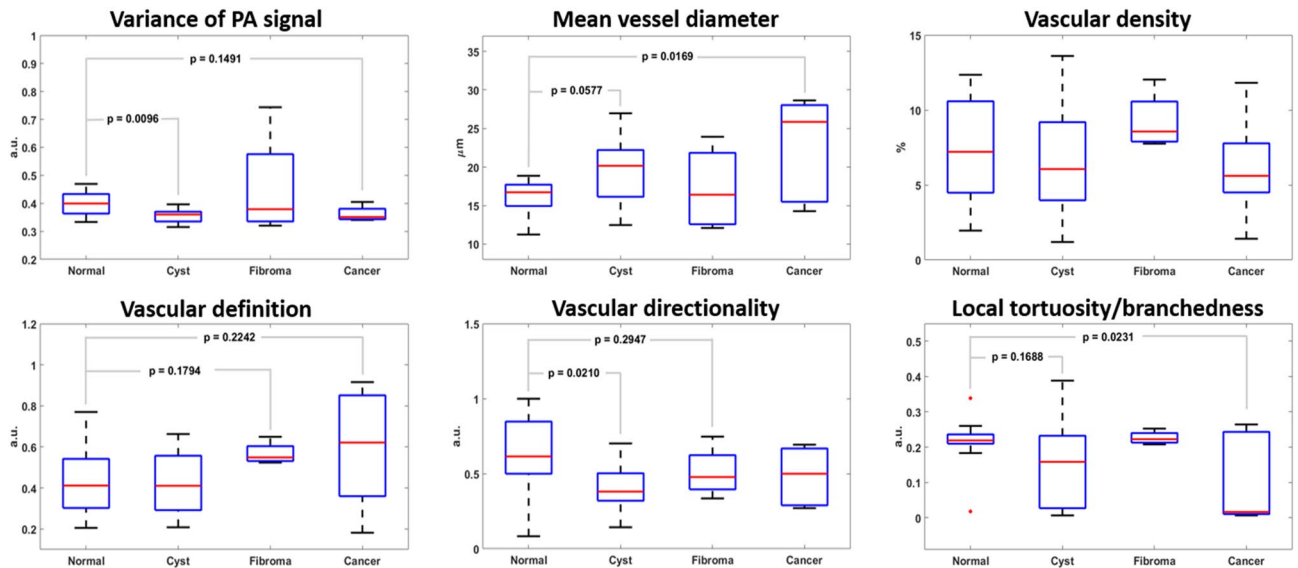 Variance of PA signal
1
0.9
0.8
0.7
0.6
0.5
0.4
0.3
0.2
a.u.
p = 0.1491
p = 0.0096
Normal Cyst Fibroma Cancer
Mean vessel diameter
35
30
25
20
15
10
μm
p = 0.0169
p = 0.0577
Normal Cyst Fibroma Cancer
Vascular density
15
10
5
0
%
Normal Cyst Fibroma Cancer
Vascular definition
1.2
1
0.8
0.6
0.4
0.2
a.u.
p = 0.2242
p = 0.1794
Normal Cyst Fibroma Cancer
Vascular directionality
1.5
1
0.5
0
a.u.
p = 0.2947
p = 0.0210
Normal Cyst Fibroma Cancer
Local tortuosity/branchedness
0.5
0.4
0.3
0.2
0.1
0
a.u.
p = 0.0231
p = 0.1688
Normal Cyst Fibroma Cancer